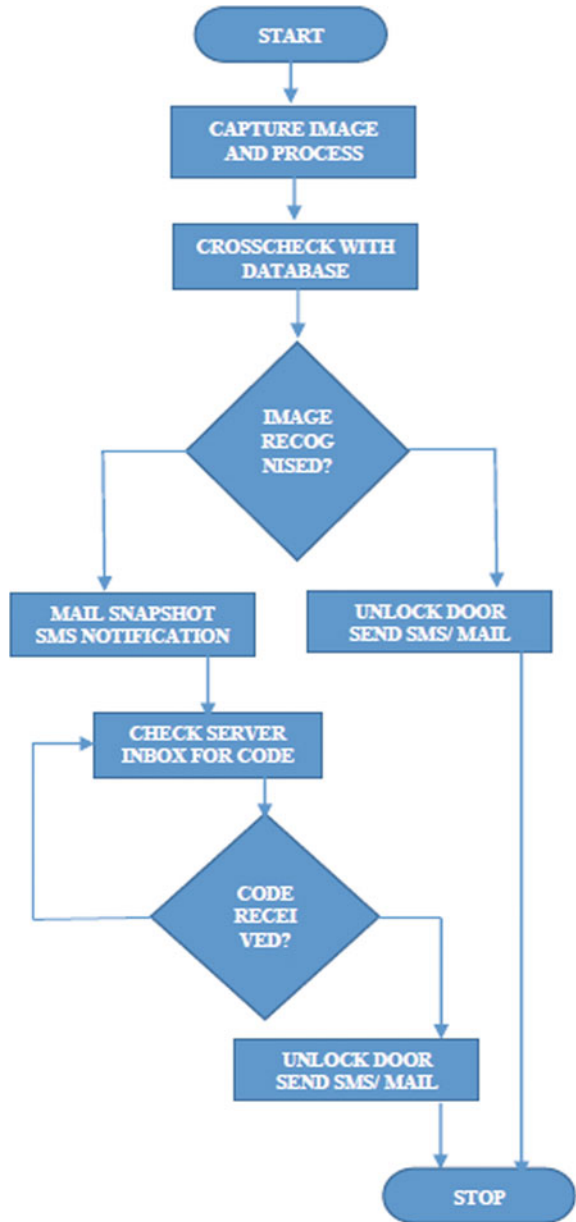 START
CAPTURE IMAGE
AND PROCESS
CROSSCHECK WITH
DATABASE
IMAGE
RECOG
NISED?
MAIL SNAPSHOT
SMS NOTIFICATION
UNLOCK DOOR
SEND SMS/ MAIL
CHECK SERVER
INBOX FOR CODE
CODE
RECEI
VED?
UNLOCK DOOR
SEND SMS/ MAIL
STOP